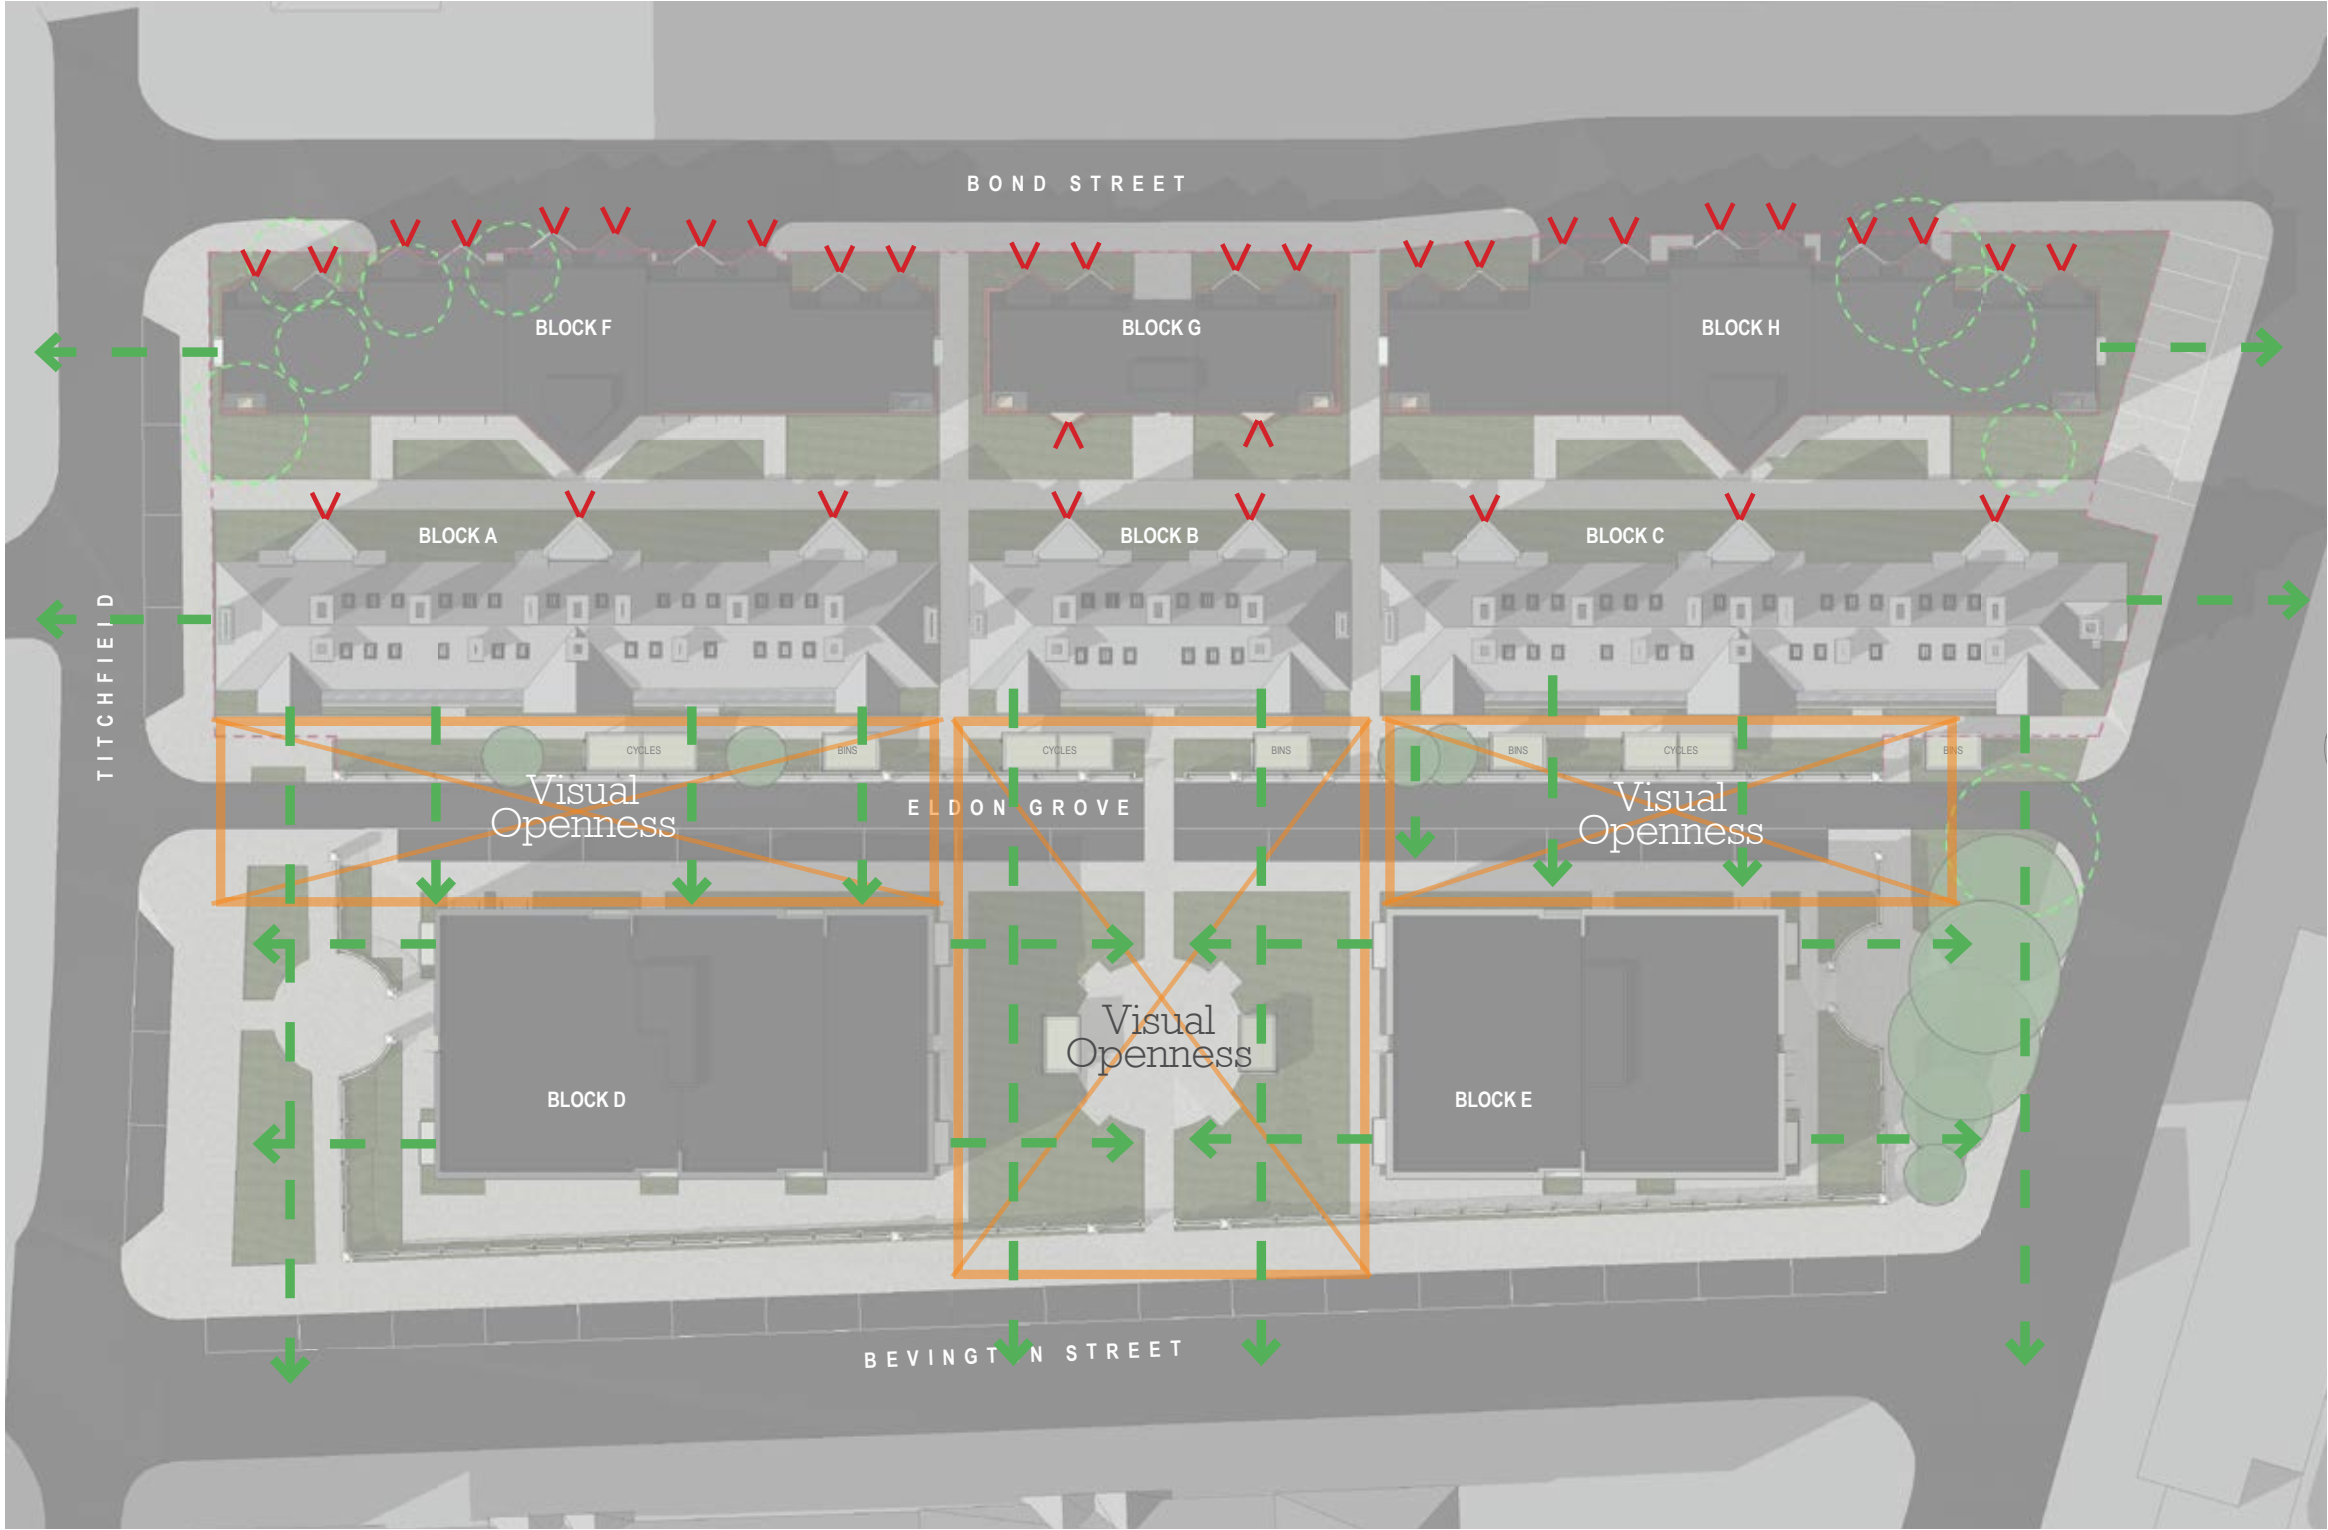 BOND STREET
BLOCK F
BLOCK G
BLOCK H
BLOCK A
BLOCK B
BLOCK C
TITCHFIELD
CYCLES
BINS
CYCLES
BINS
BINS
CYCLES
BINS
Visual
Openness
ELDON GROVE
Visual
Openness
Visual
Openness
BLOCK D
BLOCK E
BEVINGT N STREET